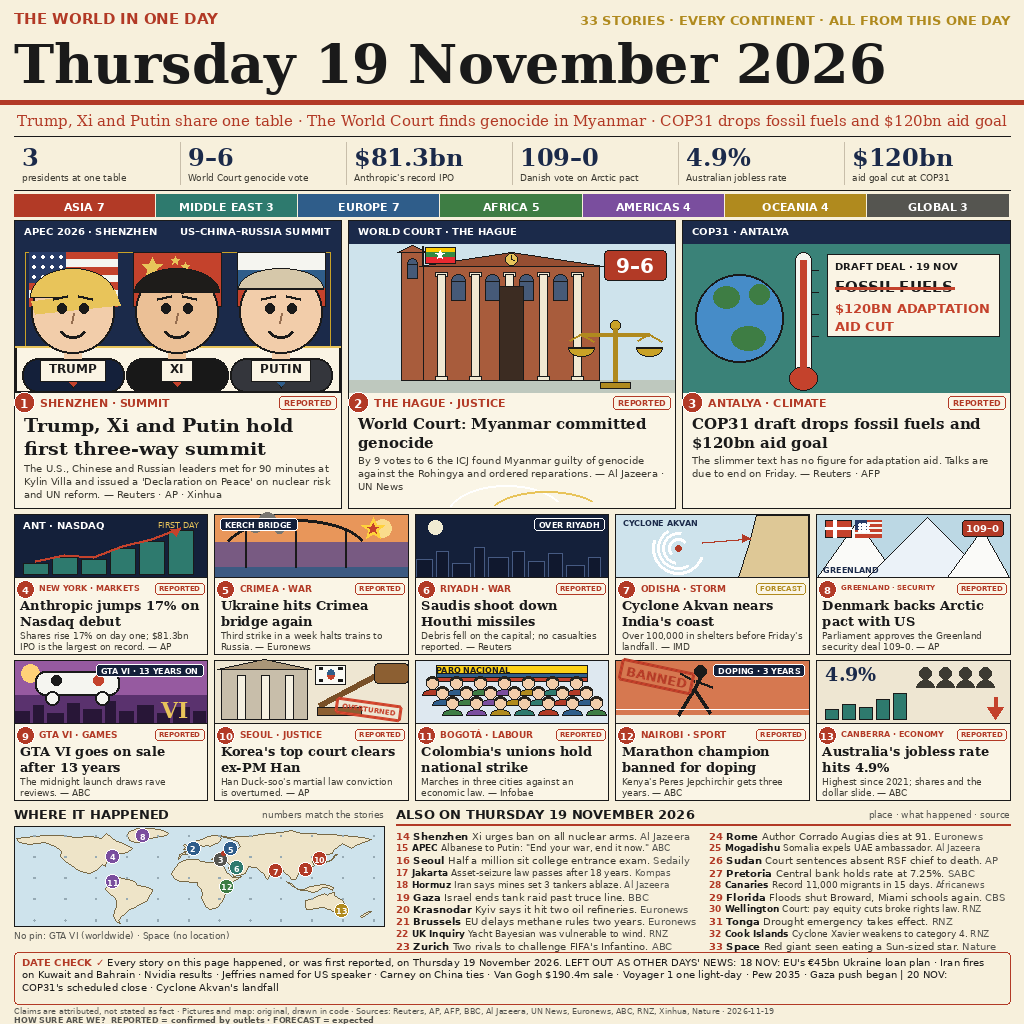 THE WORLD IN ONE DAY
33 STORIES · EVERY CONTINENT · ALL FROM THIS ONE DAY
Thursday 19 November 2026
Trump, Xi and Putin share one table · The World Court finds genocide in Myanmar · COP31 drops fossil fuels and $120bn aid goal
3
presidents at one table
9–6
World Court genocide vote
$81.3bn
Anthropic's record IPO
109–0
Danish vote on Arctic pact
4.9%
Australian jobless rate
$120bn
aid goal cut at COP31
ASIA 7
MIDDLE EAST 3
EUROPE 7
AFRICA 5
AMERICAS 4
OCEANIA 4
GLOBAL 3
APEC 2026 · SHENZHEN
US–CHINA–RUSSIA SUMMIT
TRUMP
XI
PUTIN
1 SHENZHEN · SUMMIT
REPORTED
Trump, Xi and Putin hold
first three-way summit
The U.S., Chinese and Russian leaders met for 90 minutes at
Kylin Villa and issued a 'Declaration on Peace' on nuclear risk
and UN reform. — Reuters · AP · Xinhua
WORLD COURT · THE HAGUE
9–6
2 THE HAGUE · JUSTICE
REPORTED
World Court: Myanmar committed
genocide
By 9 votes to 6 the ICJ found Myanmar guilty of genocide
against the Rohingya and ordered reparations. — Al Jazeera ·
UN News
COP31 · ANTALYA
DRAFT DEAL · 19 NOV
FOSSIL FUELS
$120BN ADAPTATION
AID CUT
3 ANTALYA · CLIMATE
REPORTED
COP31 draft drops fossil fuels and
$120bn aid goal
The slimmer text has no figure for adaptation aid. Talks are
due to end on Friday. — Reuters · AFP
ANT · NASDAQ
FIRST DAY
4 NEW YORK · MARKETS
REPORTED
Anthropic jumps 17% on
Nasdaq debut
Shares rise 17% on day one; $81.3bn
IPO is the largest on record. — AP
KERCH BRIDGE
5 CRIMEA · WAR
REPORTED
Ukraine hits Crimea
bridge again
Third strike in a week halts trains to
Russia. — Euronews
OVER RIYADH
6 RIYADH · WAR
REPORTED
Saudis shoot down
Houthi missiles
Debris fell on the capital; no casualties
reported. — Reuters
CYCLONE AKVAN
7 ODISHA · STORM
FORECAST
Cyclone Akvan nears
India's coast
Over 100,000 in shelters before Friday's
landfall. — IMD
109–0
GREENLAND
8 GREENLAND · SECURITY
REPORTED
Denmark backs Arctic
pact with US
Parliament approves the Greenland
security deal 109–0. — AP
GTA VI · 13 YEARS ON
VI
9 GTA VI · GAMES
REPORTED
GTA VI goes on sale
after 13 years
The midnight launch draws rave
reviews. — ABC
OVERTURNED
10 SEOUL · JUSTICE
REPORTED
Korea's top court clears
ex-PM Han
Han Duck-soo's martial law conviction
is overturned. — AP
PARO NACIONAL
11 BOGOTÁ · LABOUR
REPORTED
Colombia's unions hold
national strike
Marches in three cities against an
economic law. — Infobae
BANNED
DOPING · 3 YEARS
12 NAIROBI · SPORT
REPORTED
Marathon champion
banned for doping
Kenya's Peres Jepchirchir gets three
years. — ABC
4.9%
13 CANBERRA · ECONOMY
REPORTED
Australia's jobless rate
hits 4.9%
Highest since 2021; shares and the
dollar slide. — ABC
WHERE IT HAPPENED
numbers match the stories
8
4
2
5
3
6
10
7
1
11
12
13
No pin: GTA VI (worldwide) · Space (no location)
ALSO ON THURSDAY 19 NOVEMBER 2026
place · what happened · source
14 Shenzhen Xi urges ban on all nuclear arms. Al Jazeera
15 APEC Albanese to Putin: "End your war, end it now." ABC
16 Seoul Half a million sit college entrance exam. Sedaily
17 Jakarta Asset-seizure law passes after 18 years. Kompas
18 Hormuz Iran says mines set 3 tankers ablaze. Al Jazeera
19 Gaza Israel ends tank raid past truce line. BBC
20 Krasnodar Kyiv says it hit two oil refineries. Euronews
21 Brussels EU delays methane rules two years. Euronews
22 UK Inquiry Yacht Bayesian was vulnerable to wind. RNZ
23 Zurich Two rivals to challenge FIFA's Infantino. ABC
24 Rome Author Corrado Augias dies at 91. Euronews
25 Mogadishu Somalia expels UAE ambassador. Al Jazeera
26 Sudan Court sentences absent RSF chief to death. AP
27 Pretoria Central bank holds rate at 7.25%. SABC
28 Canaries Record 11,000 migrants in 15 days. Africanews
29 Florida Floods shut Broward, Miami schools again. CBS
30 Wellington Court: pay equity cuts broke rights law. RNZ
31 Tonga Drought emergency takes effect. RNZ
32 Cook Islands Cyclone Xavier weakens to category 4. RNZ
33 Space Red giant seen eating a Sun-sized star. Nature
DATE CHECK ✓ Every story on this page happened, or was first reported, on Thursday 19 November 2026. LEFT OUT AS OTHER DAYS' NEWS: 18 NOV: EU's €45bn Ukraine loan plan · Iran fires
on Kuwait and Bahrain · Nvidia results · Jeffries named for US speaker · Carney on China ties · Van Gogh $190.4m sale · Voyager 1 one light-day · Pew 2035 · Gaza push began | 20 NOV:
COP31's scheduled close · Cyclone Akvan's landfall
Claims are attributed, not stated as fact · Pictures and map: original, drawn in code · Sources: Reuters, AP, AFP, BBC, Al Jazeera, UN News, Euronews, ABC, RNZ, Xinhua, Nature · 2026-11-19
HOW SURE ARE WE? REPORTED = confirmed by outlets · FORECAST = expected